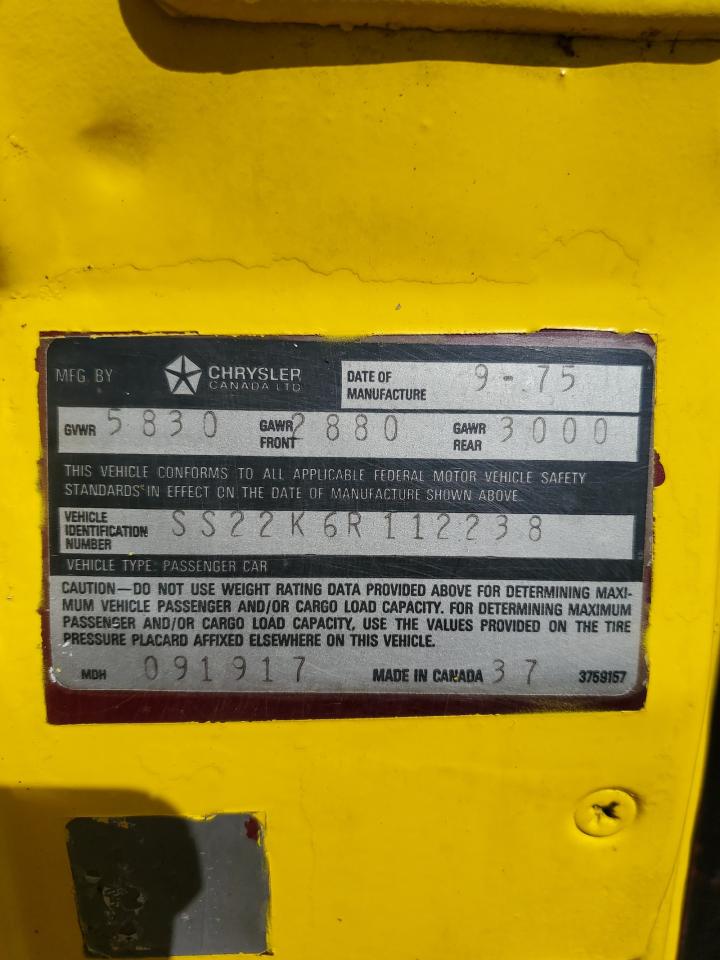 MFG. BY CHRYSLER CANADA LTD DATE OF MANUFACTURE 9-75
GVWR 5830 GAWR FRONT 2880 GAWR REAR 3000
THIS VEHICLE CONFORMS TO ALL APPLICABLE FEDERAL MOTOR VEHICLE SAFETY
STANDARDS IN EFFECT ON THE DATE OF MANUFACTURE SHOWN ABOVE
VEHICLE IDENTIFICATION NUMBER SS22K6R112238
VEHICLE TYPE: PASSENGER CAR
CAUTION—DO NOT USE WEIGHT RATING DATA PROVIDED ABOVE FOR DETERMINING MAXI-
MUM VEHICLE PASSENGER AND/OR CARGO LOAD CAPACITY. FOR DETERMINING MAXIMUM
PASSENGER AND/OR CARGO LOAD CAPACITY, USE THE VALUES PROVIDED ON THE TIRE
PRESSURE PLACARD AFFIXED ELSEWHERE ON THIS VEHICLE.
MDH 091917 MADE IN CANADA 37 3759157